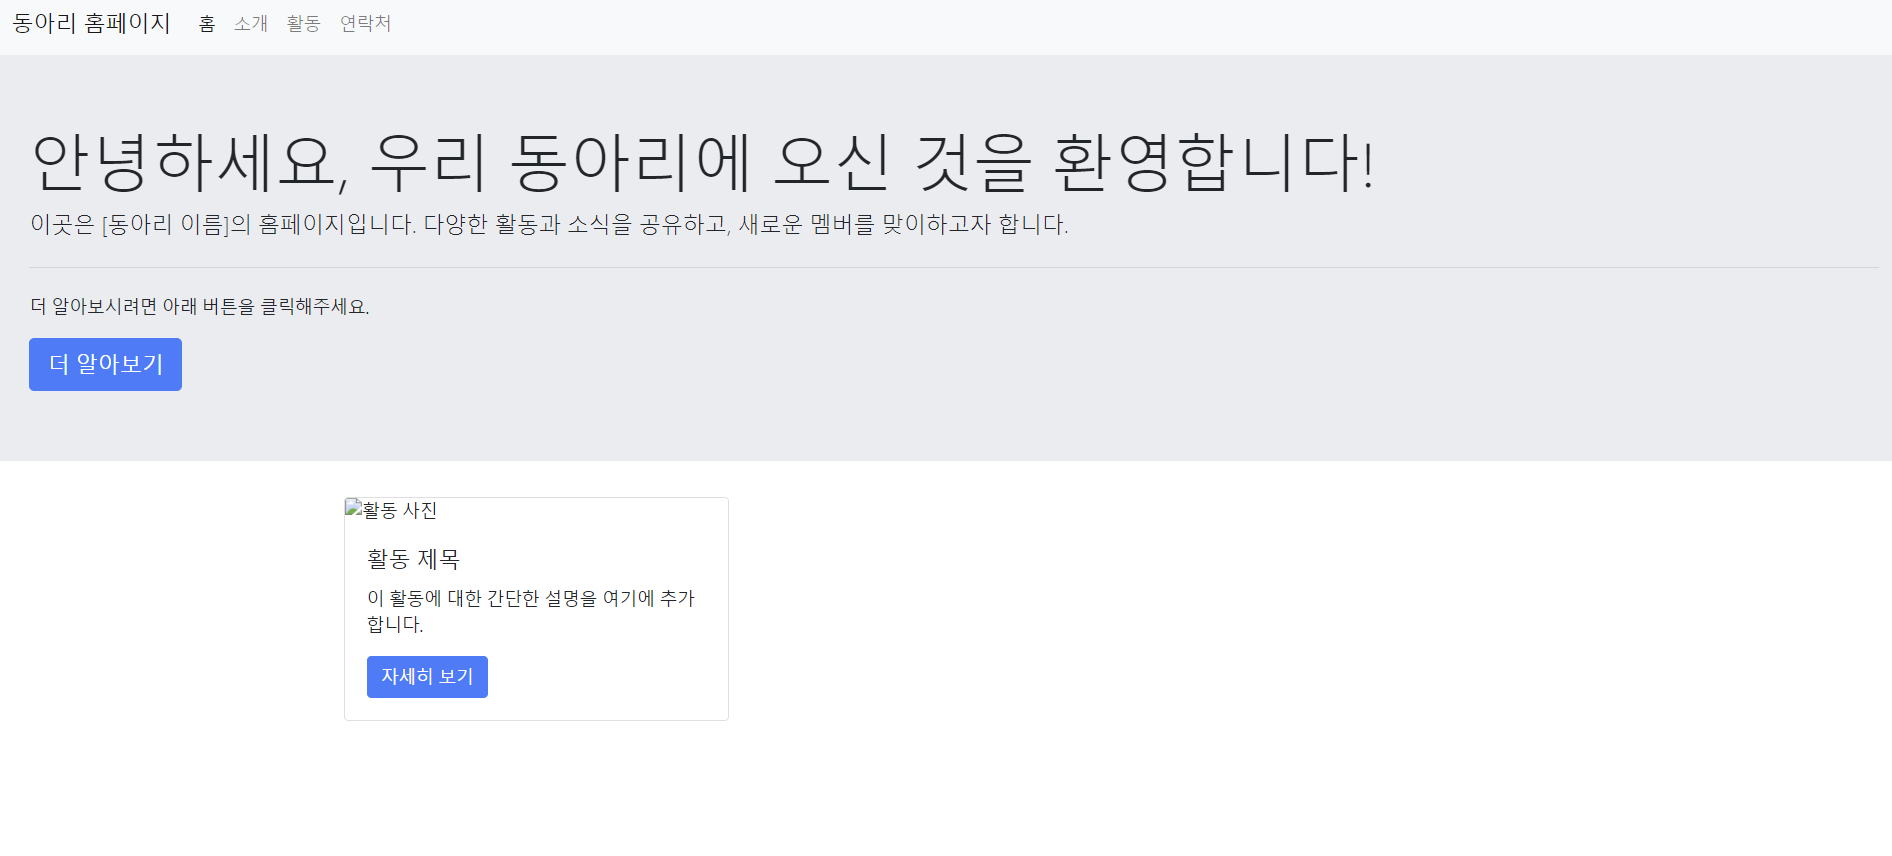 동아리 홈페이지 홈 소개 활동 연락처
안녕하세요, 우리 동아리에 오신 것을 환영합니다!
이곳은 [동아리 이름]의 홈페이지입니다. 다양한 활동과 소식을 공유하고, 새로운 멤버를 맞이하고자 합니다.
더 알아보시려면 아래 버튼을 클릭해주세요.
더 알아보기
활동 사진
활동 제목
이 활동에 대한 간단한 설명을 여기에 추가
합니다.
자세히 보기